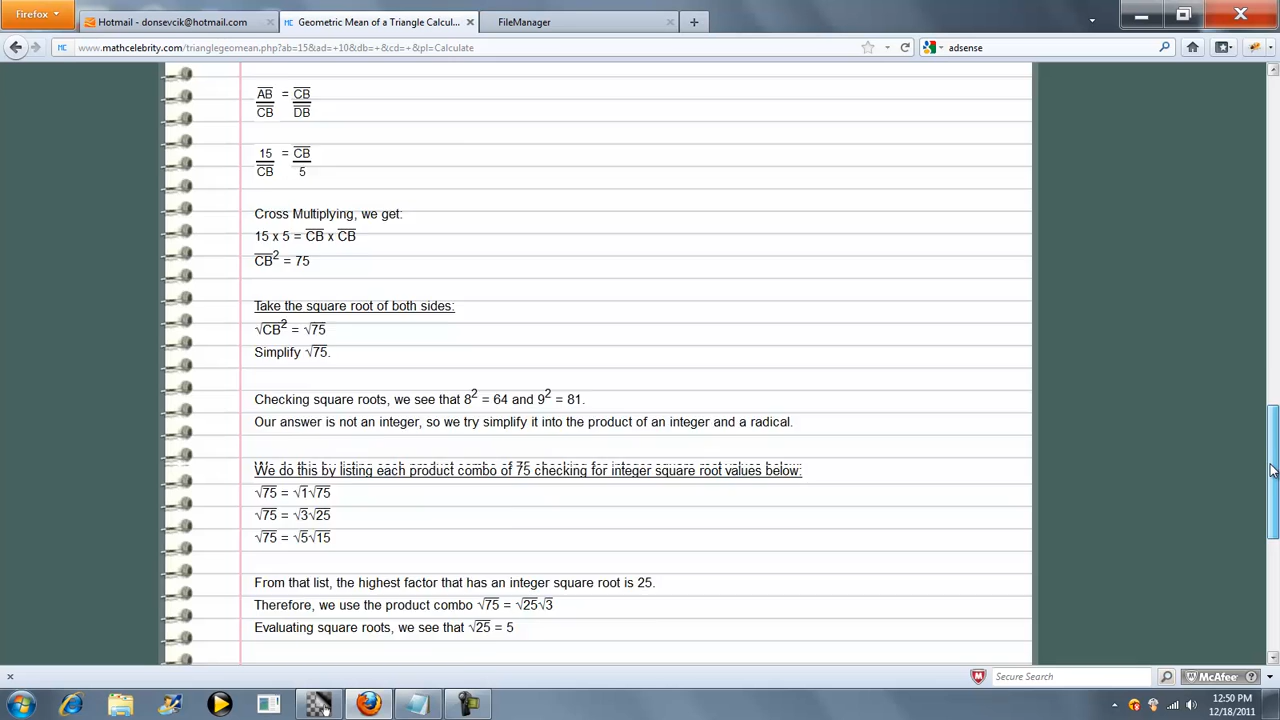 Firefox
Hotmail - donsevcik@hotmail.com
Geometric Mean of a Triangle Calcul...
FileManager
www.mathcelebrity.com/trianglegeomean.php?ab=15&ad=+10&db=+&cd=+&pl=Calculate
adsense
AB = CB
CB DB
15 = CB
CB 5
Cross Multiplying, we get:
15 x 5 = CB x CB
CB² = 75
Take the square root of both sides:
√CB² = √75
Simplify √75.
Checking square roots, we see that 8² = 64 and 9² = 81.
Our answer is not an integer, so we try simplify it into the product of an integer and a radical.
We do this by listing each product combo of 75 checking for integer square root values below:
√75 = √1√75
√75 = √3√25
√75 = √5√15
From that list, the highest factor that has an integer square root is 25.
Therefore, we use the product combo √75 = √25√3
Evaluating square roots, we see that √25 = 5
Secure Search
McAfee
12:50 PM
12/18/2011